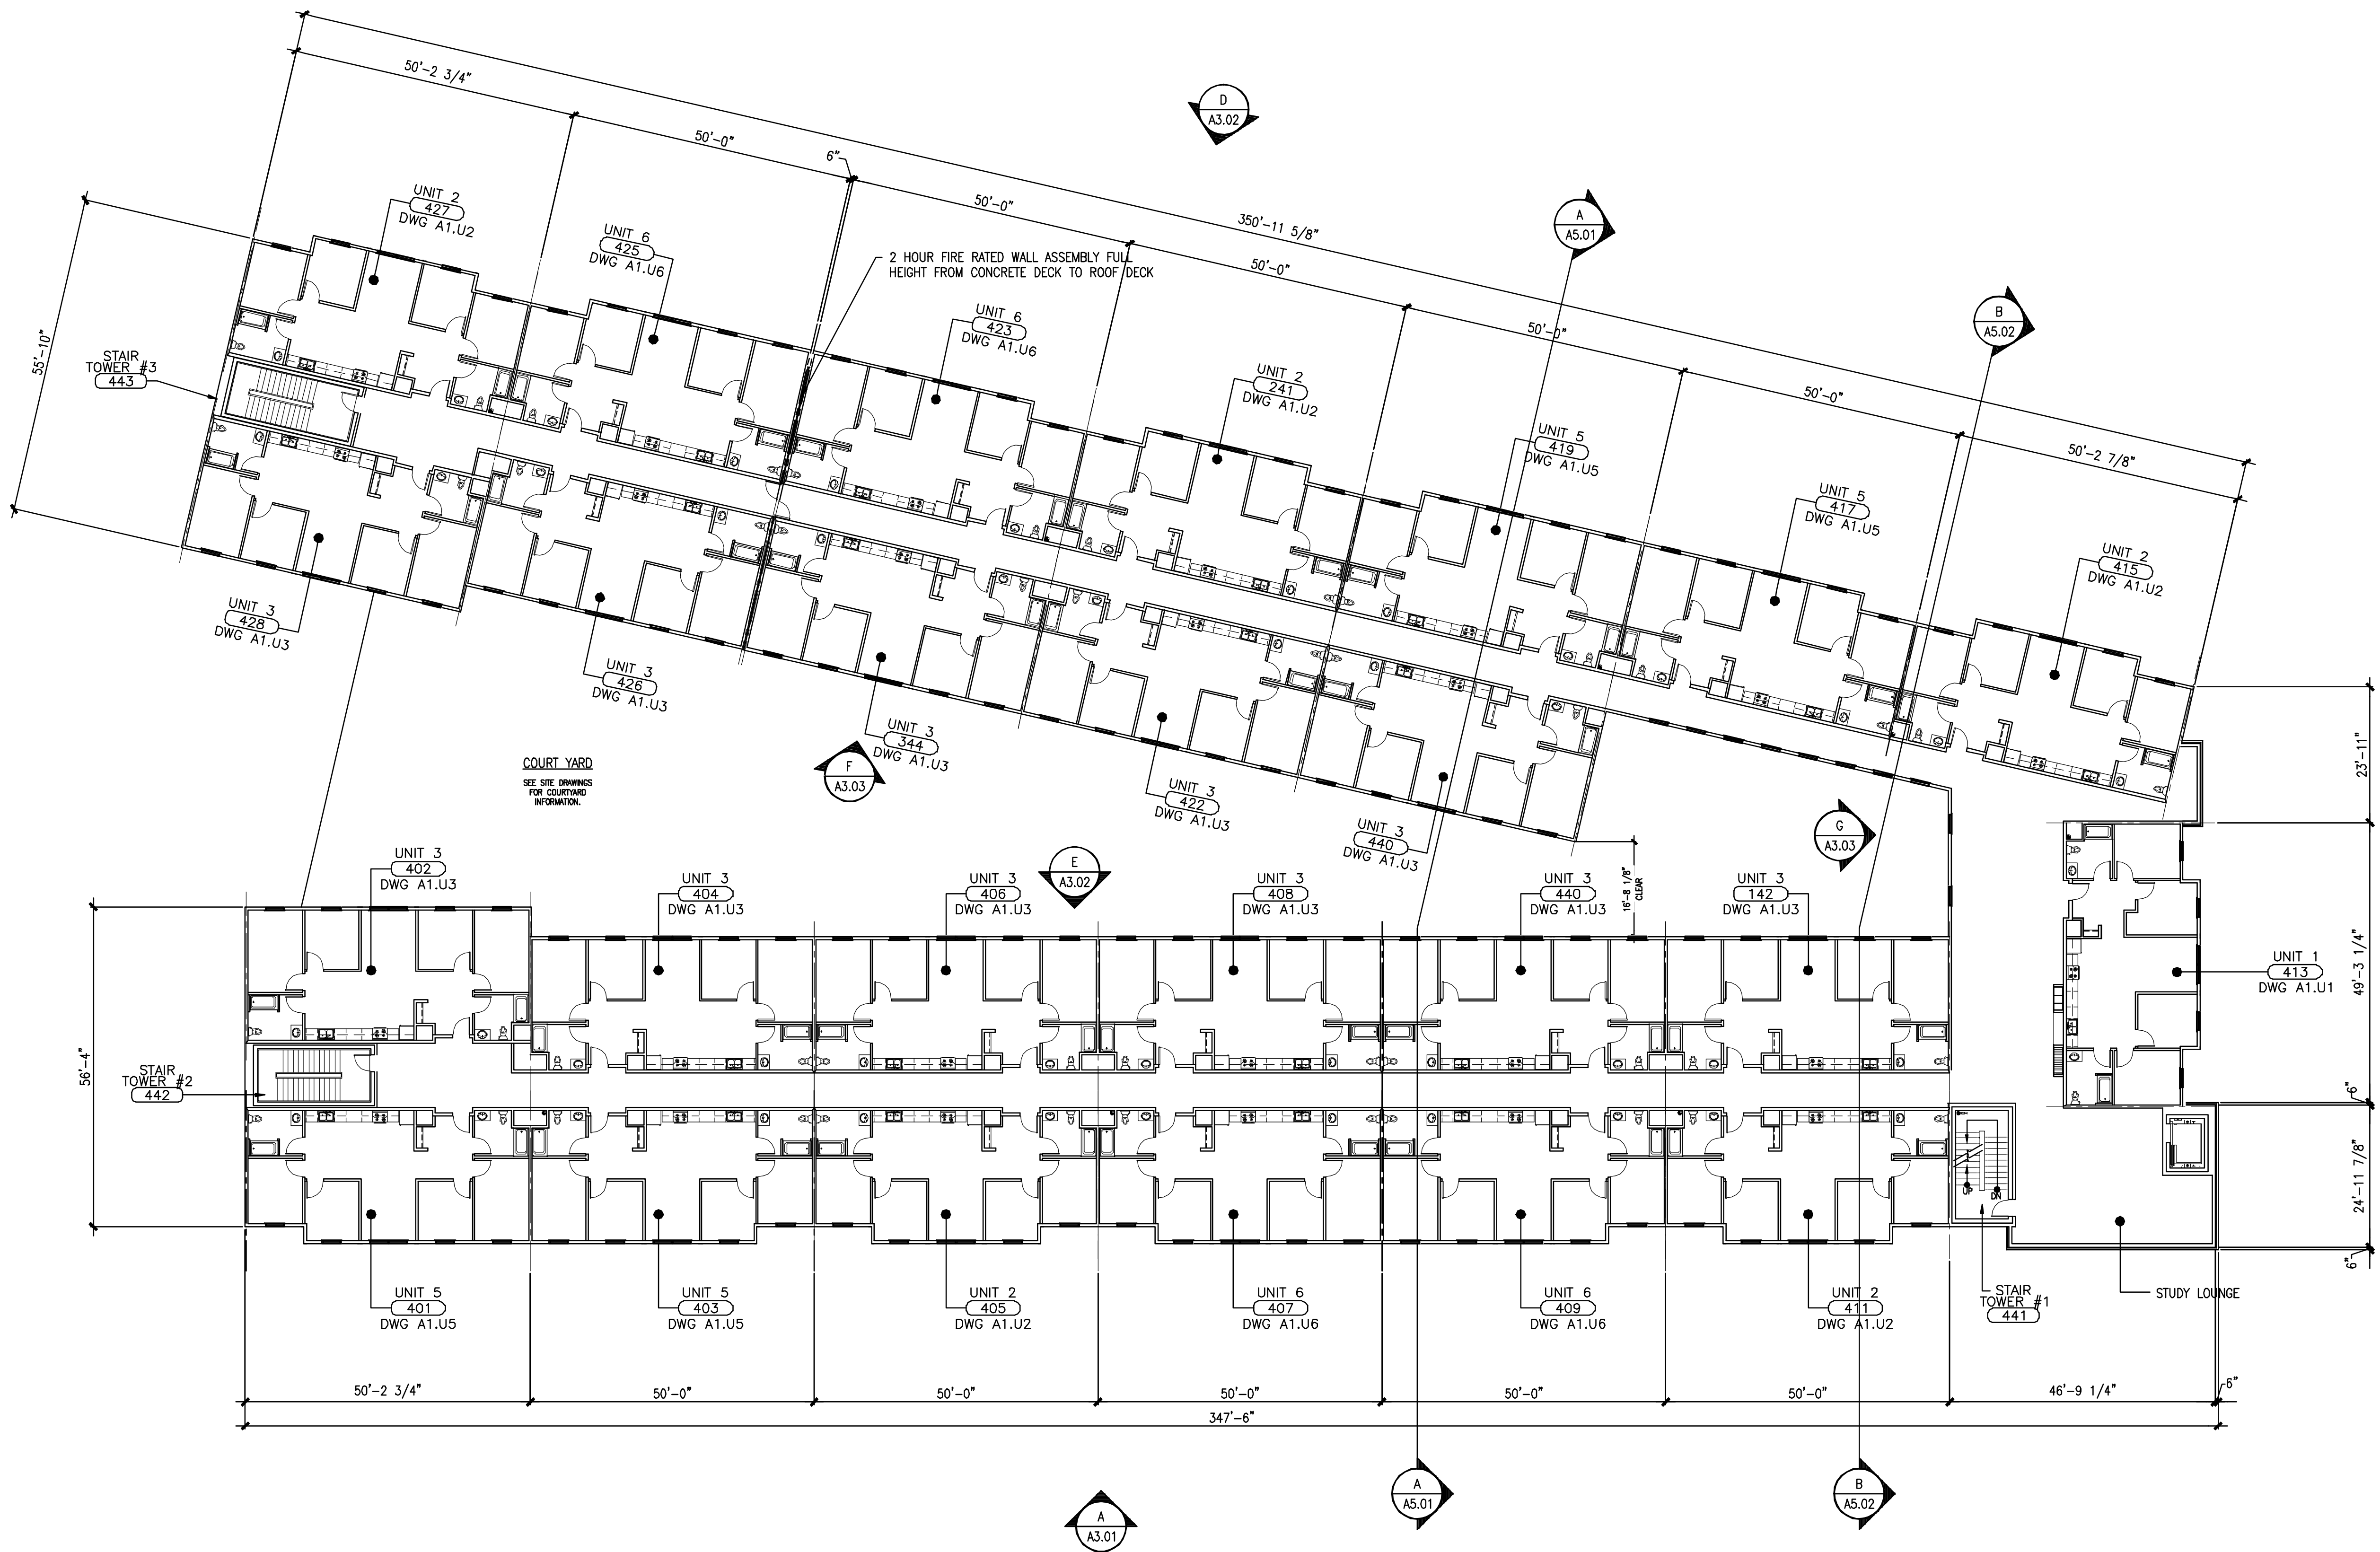 50'-2 3/4"
50'-0"
6"
50'-0"
350'-11 5/8"
50'-0"
50'-0"
50'-0"
50'-2 7/8"
D
A3.02
A
A5.01
B
A5.02
55'-10"
UNIT 2
427
DWG A1.U2
UNIT 6
425
DWG A1.U6
2 HOUR FIRE RATED WALL ASSEMBLY FULL
HEIGHT FROM CONCRETE DECK TO ROOF DECK
UNIT 6
423
DWG A1.U6
UNIT 2
241
DWG A1.U2
UNIT 5
419
DWG A1.U5
UNIT 5
417
DWG A1.U5
UNIT 2
415
DWG A1.U2
STAIR
TOWER #3
443
UNIT 3
428
DWG A1.U3
UNIT 3
426
DWG A1.U3
UNIT 3
344
DWG A1.U3
UNIT 3
422
DWG A1.U3
UNIT 3
440
DWG A1.U3
COURT YARD
SEE SITE DRAWINGS
FOR COURTYARD
INFORMATION.
F
A3.03
G
A3.03
E
A3.02
23'-11"
16'-8 1/8"
CLEAR
UNIT 3
402
DWG A1.U3
UNIT 3
404
DWG A1.U3
UNIT 3
406
DWG A1.U3
UNIT 3
408
DWG A1.U3
UNIT 3
440
DWG A1.U3
UNIT 3
142
DWG A1.U3
UNIT 1
413
DWG A1.U1
49'-3 1/4"
56'-4"
STAIR
TOWER #2
442
6"
24'-11 7/8"
6"
UP
DN
UNIT 5
401
DWG A1.U5
UNIT 5
403
DWG A1.U5
UNIT 2
405
DWG A1.U2
UNIT 6
407
DWG A1.U6
UNIT 6
409
DWG A1.U6
UNIT 2
411
DWG A1.U2
STAIR
TOWER #1
441
STUDY LOUNGE
50'-2 3/4"
50'-0"
50'-0"
50'-0"
50'-0"
50'-0"
46'-9 1/4"
6"
347'-6"
A
A5.01
B
A5.02
A
A3.01